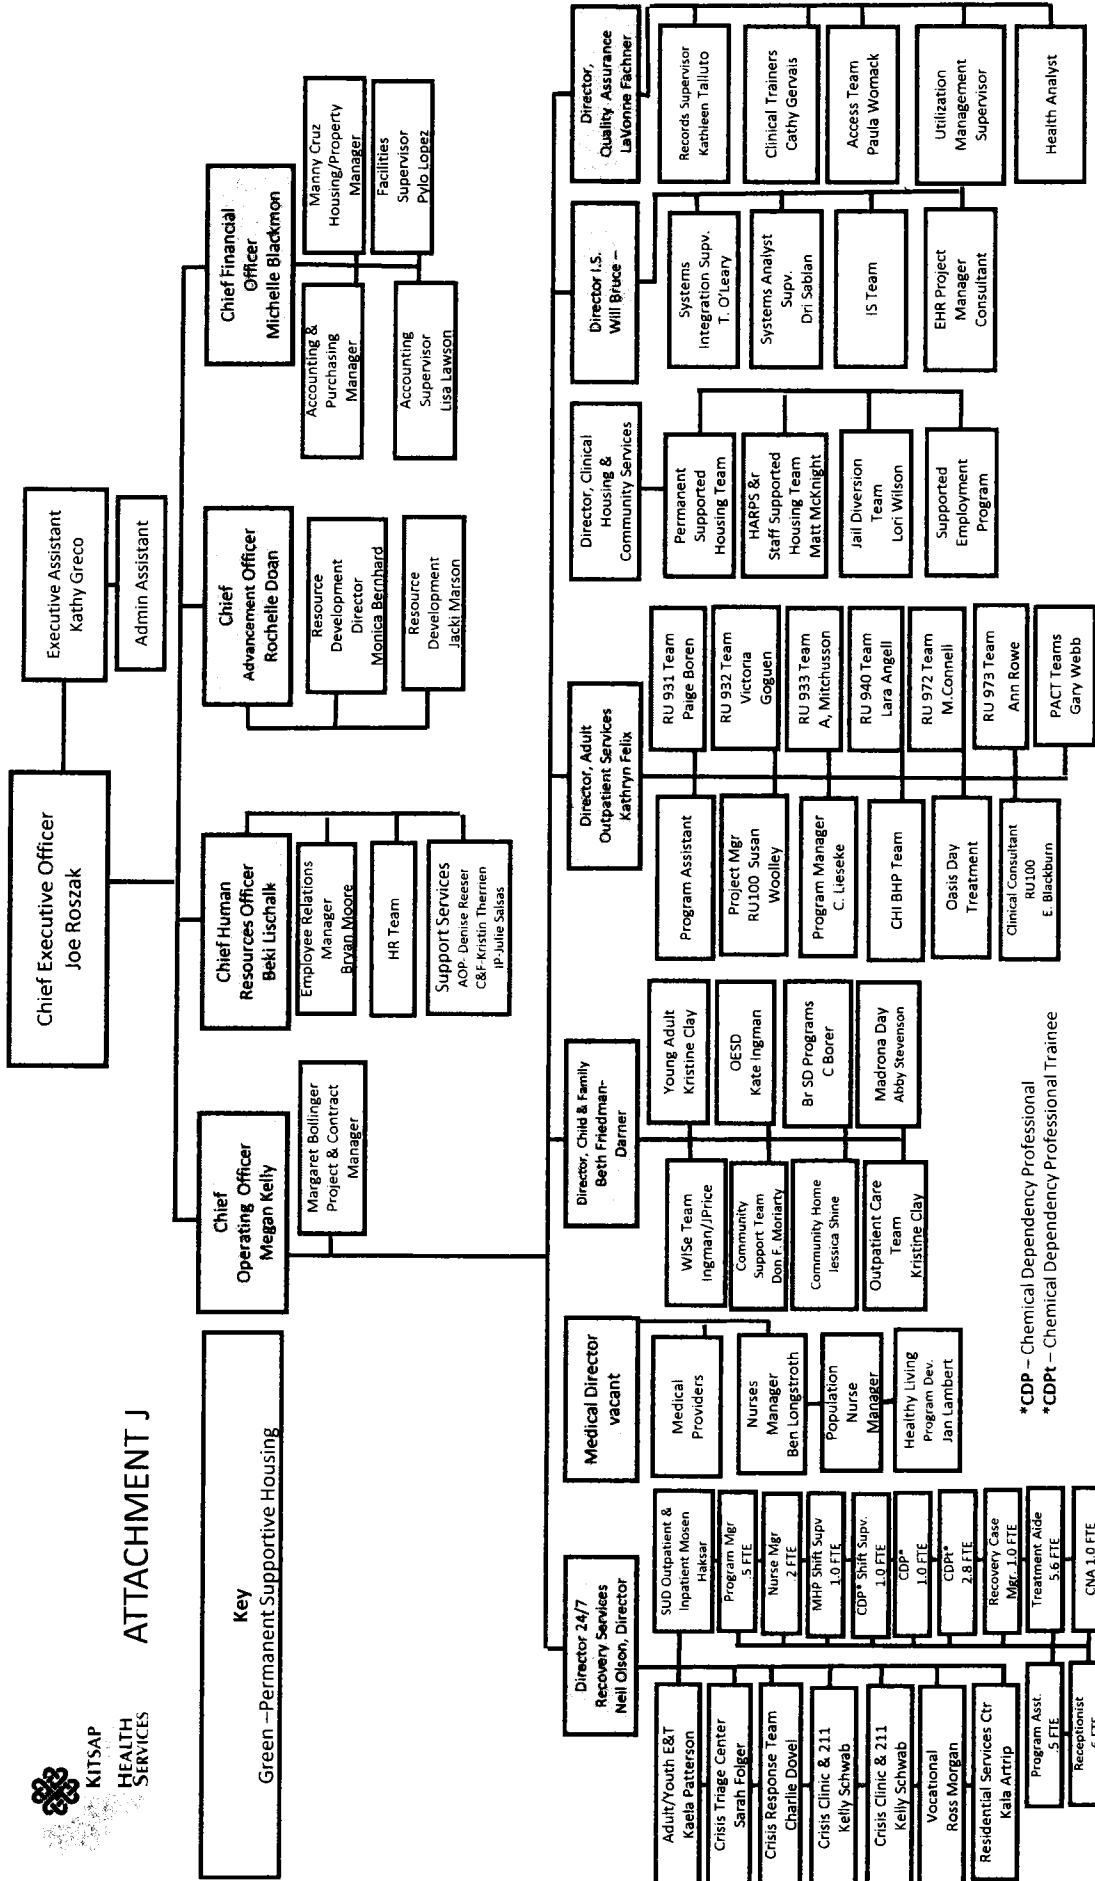 KITSAP
HEALTH
SERVICES
ATTACHMENT J
Key
Green –Permanent Supportive Housing
Chief Executive Officer
Joe Roszak
Executive Assistant
Kathy Greco
Admin Assistant
Chief
Operating Officer
Megan Kelly
Margaret Bollinger
Project & Contract
Manager
Chief Human
Resources Officer
Beki Lischalk
Employee Relations
Manager
Bryan Moore
HR Team
Support Services
AOP- Denise Reeser
C&F-Kristin Therrien
IP-Julie Salsas
Chief
Advancement Officer
Rochelle Doan
Resource
Development
Director
Monica Bernhard
Resource
Development
Jacki Marson
Chief Financial
Officer
Michelle Blackmon
Accounting &
Purchasing
Manager
Manny Cruz
Housing/Property
Manager
Accounting
Supervisor
Lisa Lawson
Facilities
Supervisor
Pylo Lopez
Director 24/7
Recovery Services
Neil Olson, Director
Adult/Youth E&T
Kaela Patterson
Crisis Triage Center
Sarah Folger
Crisis Response Team
Charlie Dovel
Crisis Clinic & 211
Kelly Schwab
Crisis Clinic & 211
Kelly Schwab
Vocational
Ross Morgan
Residential Services Ctr
Kala Artrip
SUD Outpatient &
Inpatient Mosen
Haksar
Program Mgr
.5 FTE
Nurse Mgr
.2 FTE
MHP Shift Supv
1.0 FTE
CDP* Shift Supv.
1.0 FTE
CDP*
1.0 FTE
CDPt*
2.8 FTE
Recovery Case
Mgr. 1.0 FTE
Treatment Aide
5.6 FTE
CNA 1.0 FTE
Program Asst.
.5 FTE
Receptionist
Medical Director
vacant
Medical
Providers
Nurses
Manager
Ben Longstroth
Population
Nurse
Manager
Healthy Living
Program Dev.
Jan Lambert
Director, Child & Family
Beth Friedman-
Darner
WISe Team
Ingman/JPrice
Young Adult
Kristine Clay
Community
Support Team
Don F. Moriarty
OESD
Kate Ingman
Community Home
Jessica Shine
Br SD Programs
C Borer
Outpatient Care
Team
Kristine Clay
Madrona Day
Abby Stevenson
Director, Adult
Outpatient Services
Kathryn Felix
Program Assistant
RU 931 Team
Paige Boren
Project Mgr
RU100 Susan
Woolley
RU 932 Team
Victoria
Goguen
Program Manager
C. Lieseke
RU 933 Team
A, Mitchusson
CHI BHP Team
RU 940 Team
Lara Angell
Oasis Day
Treatment
RU 972 Team
M.Connell
Clinical Consultant
RU100
E. Blackburn
RU 973 Team
Ann Rowe
PACT Teams
Gary Webb
Director, Clinical
Housing &
Community Services
Permanent
Supported
Housing Team
HARPS &r
Staff Supported
Housing Team
Matt McKnight
Jail Diversion
Team
Lori Wilson
Supported
Employment
Program
Director I.S.
Will Bruce –
Systems
Integration Supv.
T. O'Leary
Systems Analyst
Supv.
Dri Sablan
IS Team
EHR Project
Manager
Consultant
Director,
Quality Assurance
LaVonne Fachner
Records Supervisor
Kathleen Talluto
Clinical Trainers
Cathy Gervais
Access Team
Paula Womack
Utilization
Management
Supervisor
Health Analyst
*CDP – Chemical Dependency Professional
*CDPt – Chemical Dependency Professional Trainee